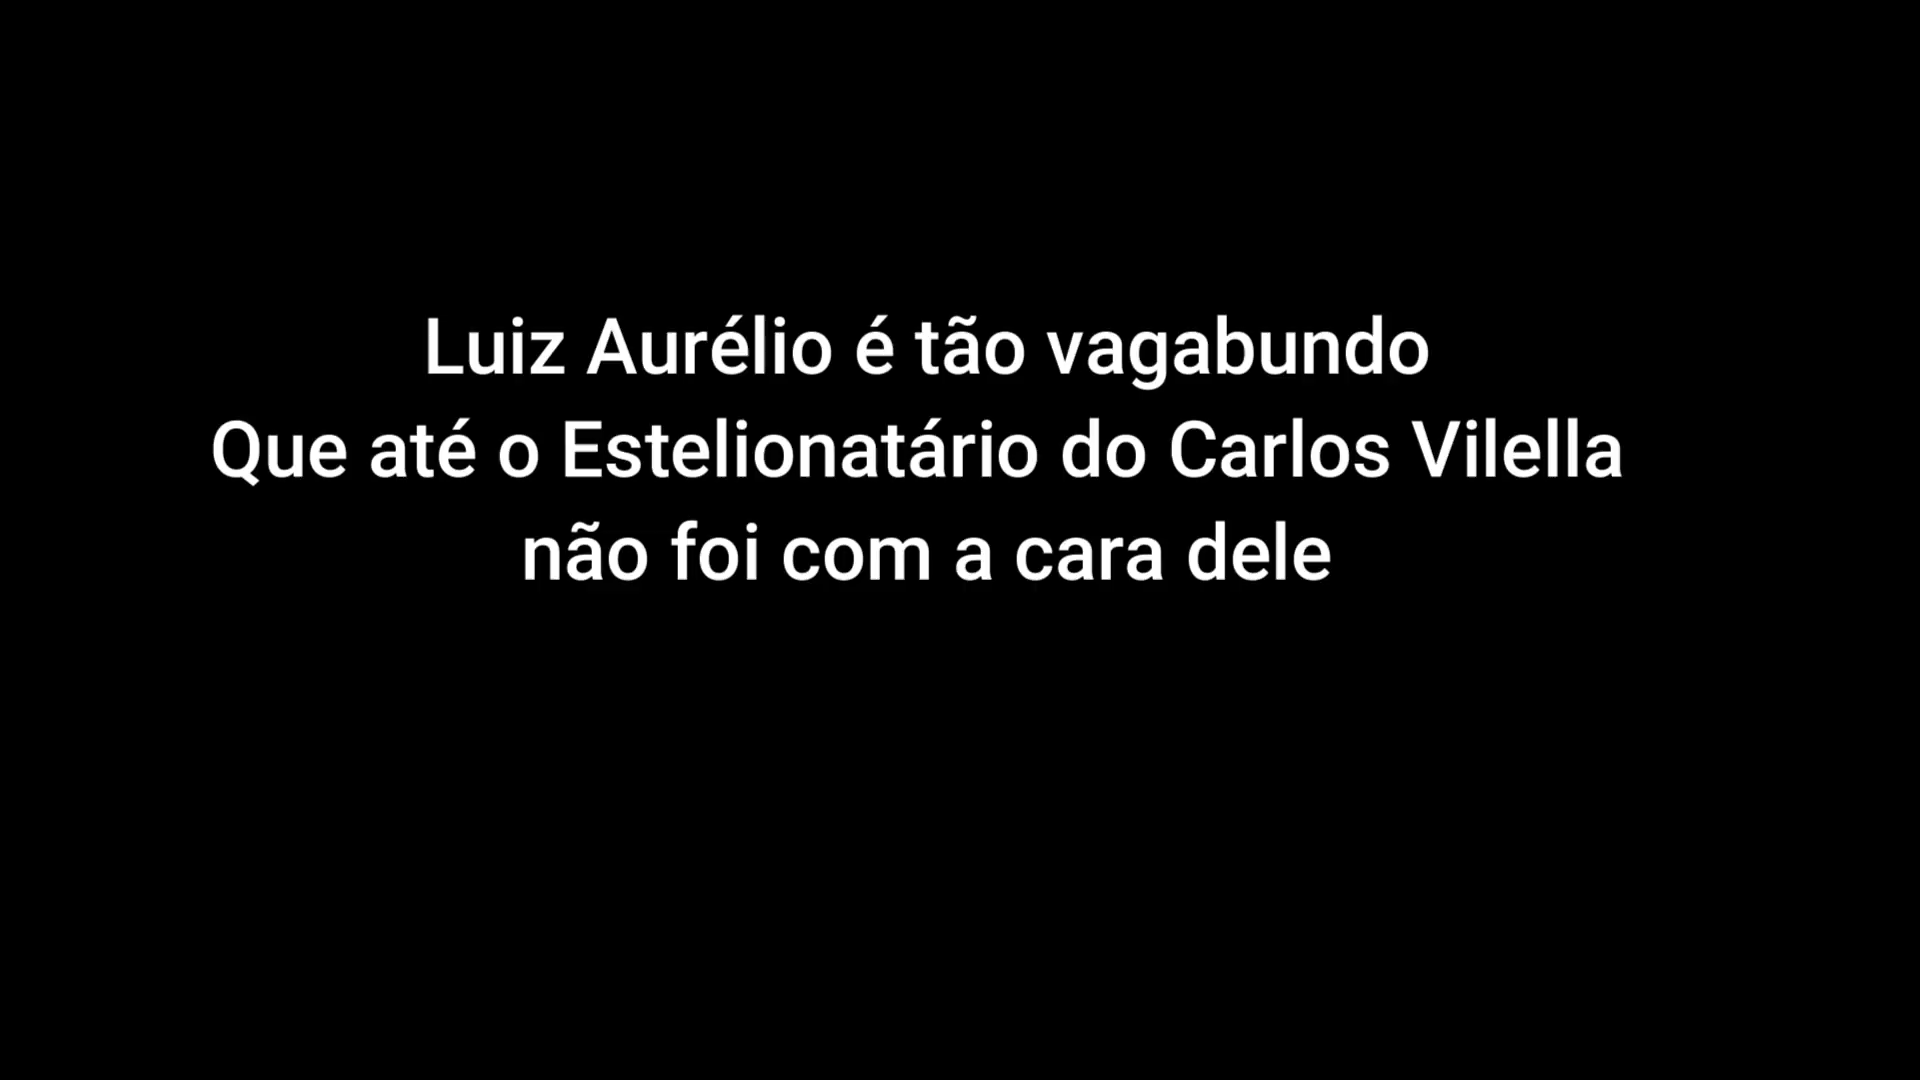 Luiz Aurélio é tão vagabundo
Que até o Estelionatário do Carlos Vilella
não foi com a cara dele